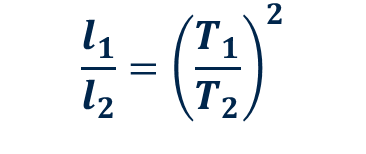 l₁/l₂ = (T₁/T₂)²